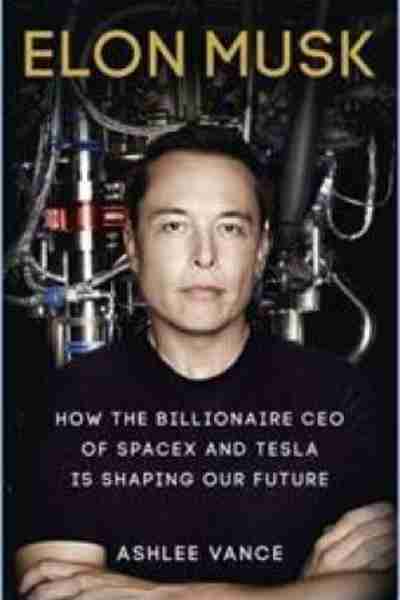 ELON MUSK
HOW THE BILLIONAIRE CEO
OF SPACEX AND TESLA
IS SHAPING OUR FUTURE
ASHLEE VANCE